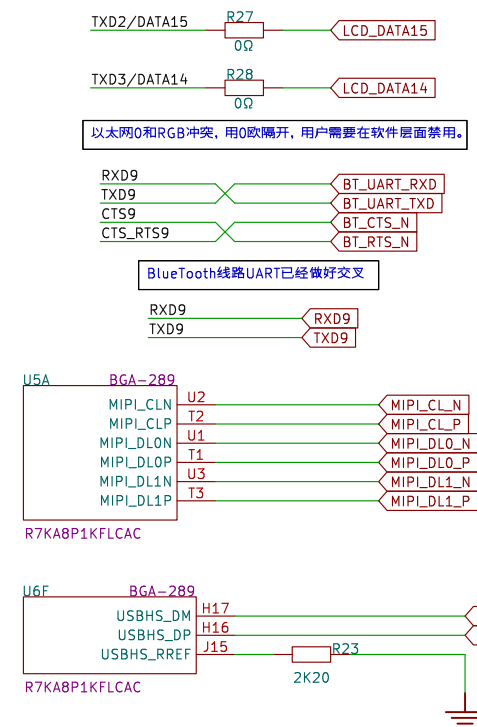 TXD2/DATA15 R27 0Ω LCD_DATA15
TXD3/DATA14 R28 0Ω LCD_DATA14
以太网0和RGB冲突，用0欧隔开，用户需要在软件层面禁用。
RXD9 BT_UART_RXD
TXD9 BT_UART_TXD
CTS9 BT_CTS_N
CTS_RTS9 BT_RTS_N
BlueTooth线路UART已经做好交叉
RXD9 RXD9
TXD9 TXD9
U5A BGA-289
MIPI_CLN U2 MIPI_CL_N
MIPI_CLP T2 MIPI_CL_P
MIPI_DL0N U1 MIPI_DL0_N
MIPI_DL0P T1 MIPI_DL0_P
MIPI_DL1N U3 MIPI_DL1_N
MIPI_DL1P T3 MIPI_DL1_P
R7KA8P1KFLCAC
U6F BGA-289
USBHS_DM H17
USBHS_DP H16
USBHS_RREF J15 R23
2K20
R7KA8P1KFLCAC